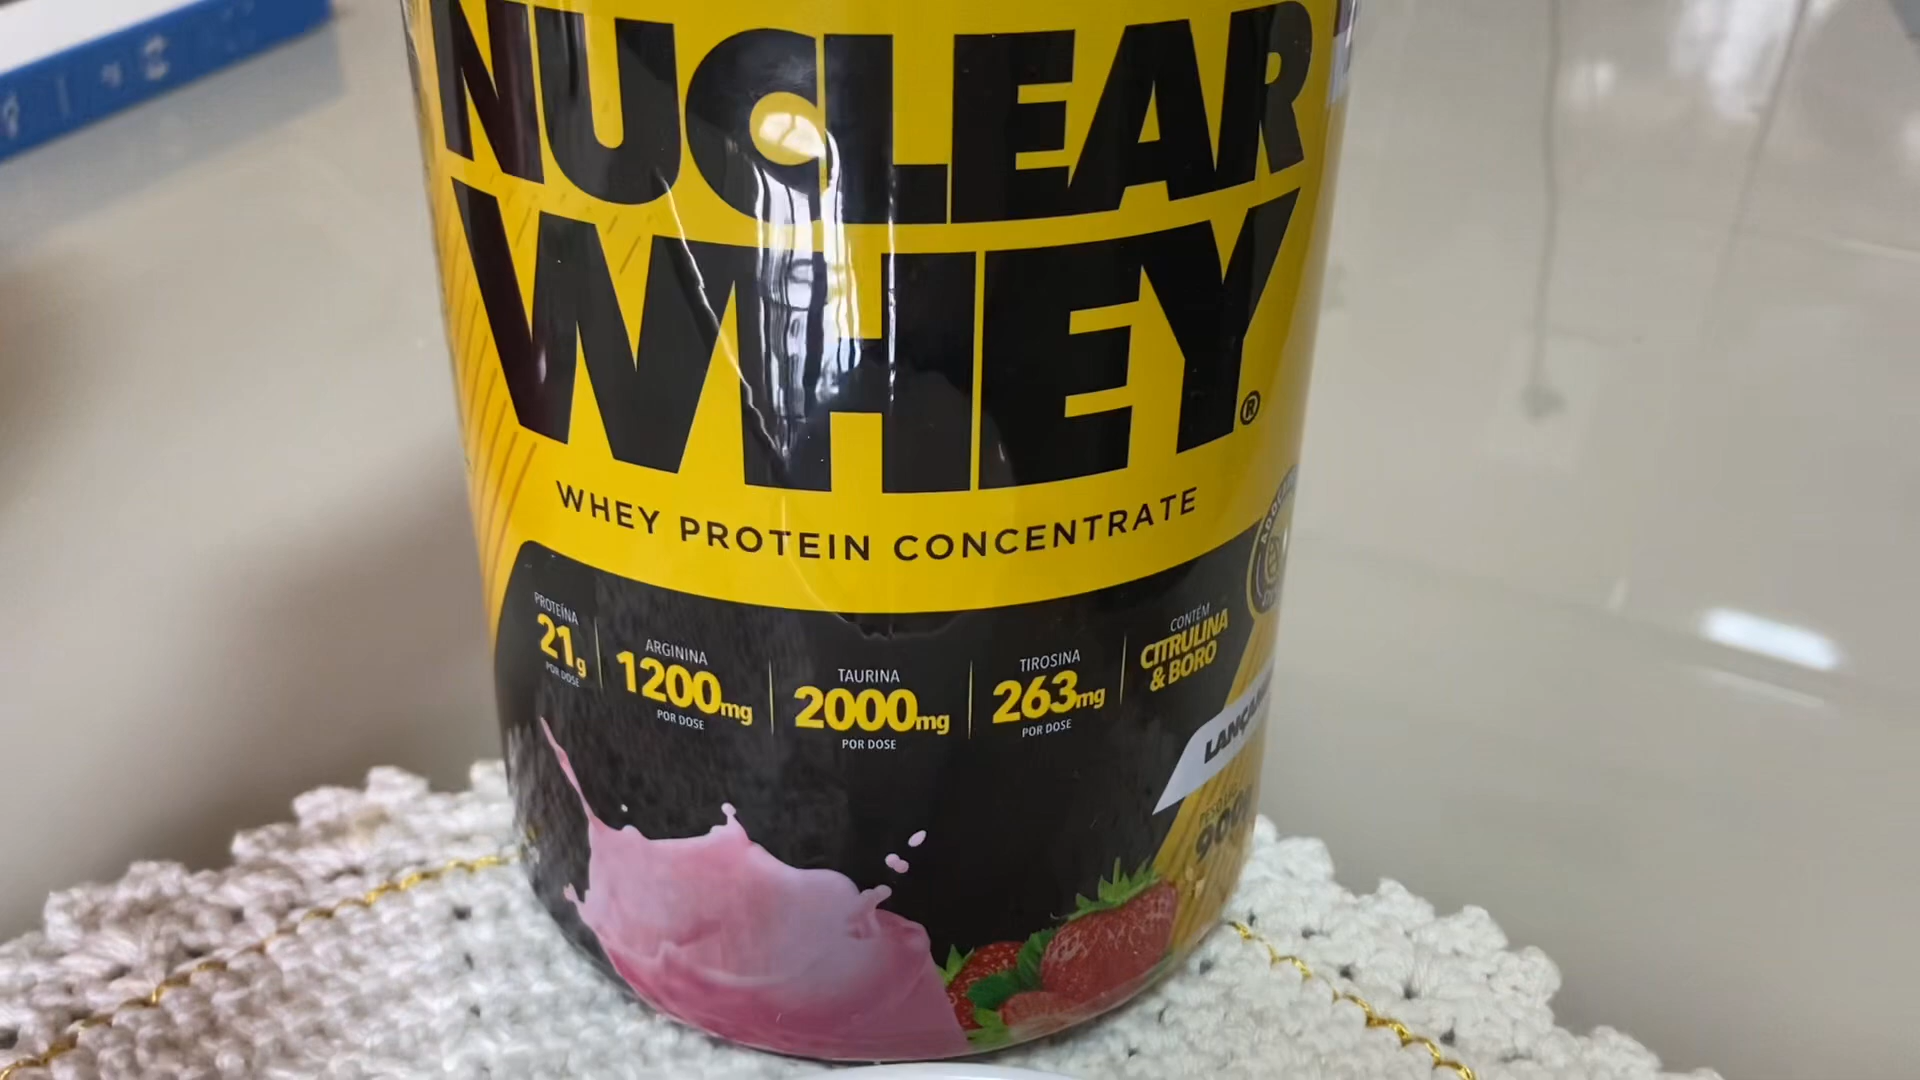 NUCLEAR
WHEY®
WHEY PROTEIN CONCENTRATE
PROTEÍNA
21g
POR DOSE
ARGININA
1200mg
POR DOSE
TAURINA
2000mg
POR DOSE
TIROSINA
263mg
POR DOSE
CONTÉM
CITRULINA
& BORO